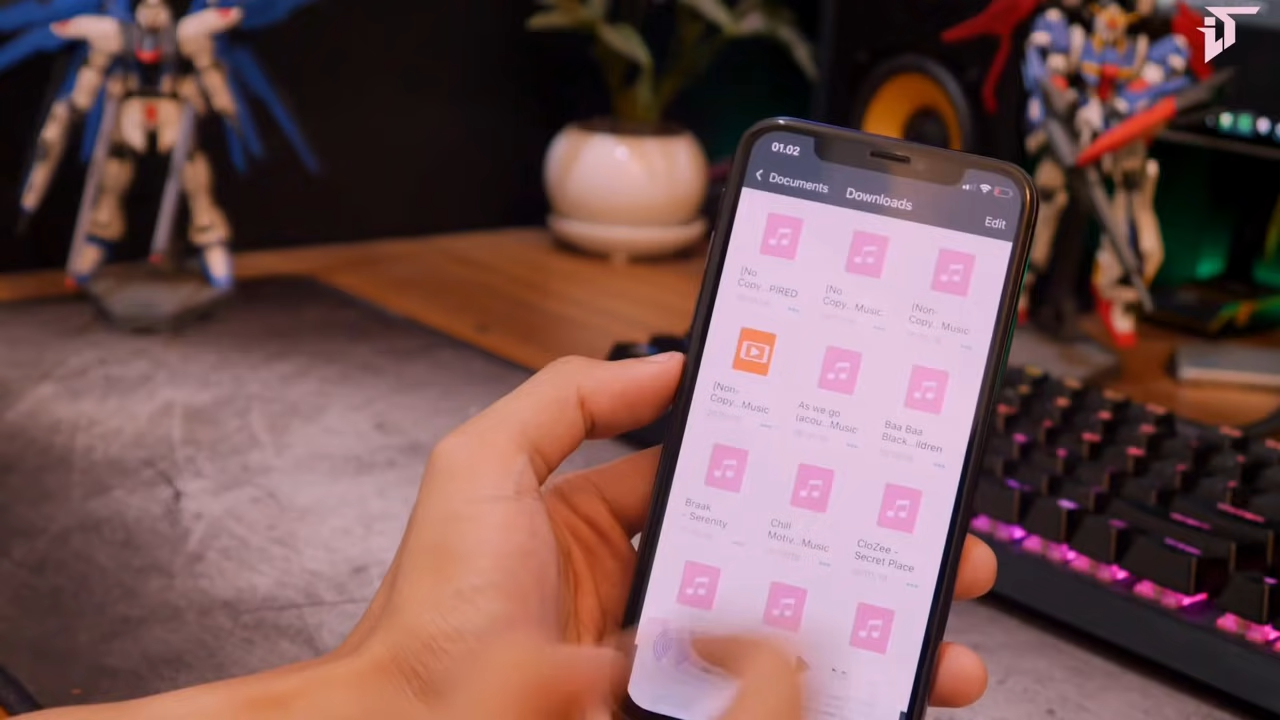 01.02
Documents
Downloads
Edit
[No
Copy...PIRED
[No
Copy...Music
[Non-
Copy...Music
[Non-
Copy...Music
As we go
(acou...Music
Baa Baa
Black...ildren
Braak
- Serenity
Chill
Motiv...Music
CloZee -
Secret Place